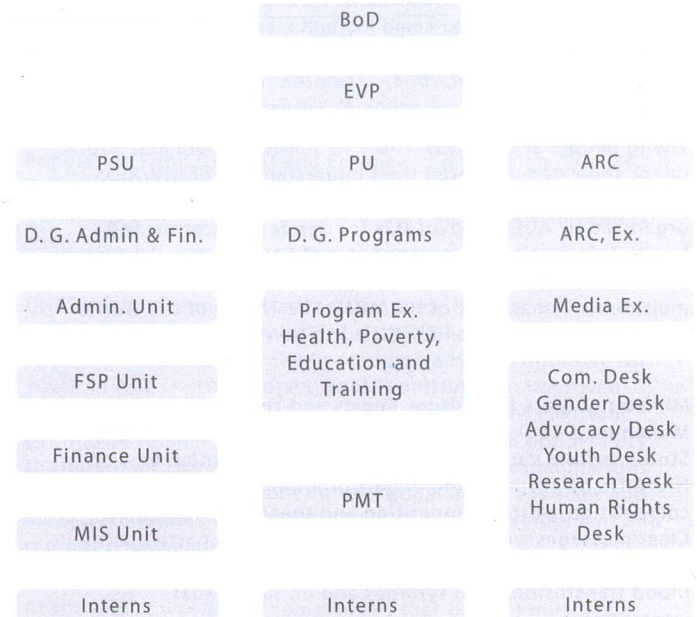 BoD
EVP
PSU
PU
ARC
D. G. Admin & Fin.
D. G. Programs
ARC, Ex.
Admin. Unit
Program Ex.
Health, Poverty,
Education and
Training
Media Ex.
FSP Unit
Com. Desk
Gender Desk
Advocacy Desk
Youth Desk
Research Desk
Human Rights
Desk
Finance Unit
PMT
MIS Unit
Interns
Interns
Interns